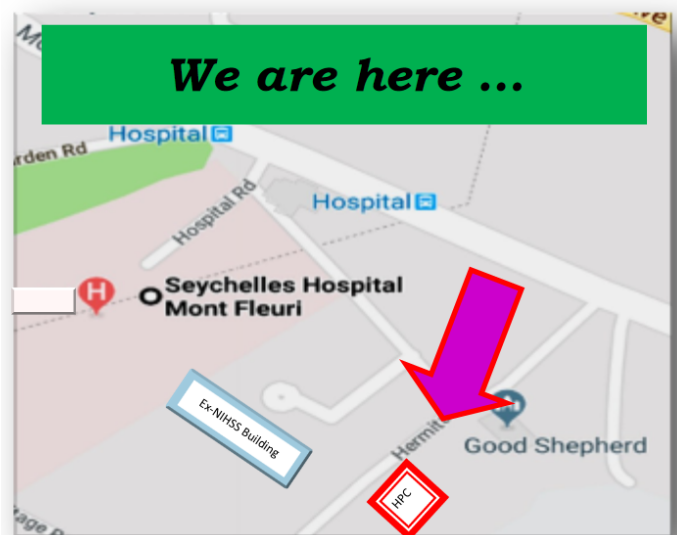 We are here ...
Hospital
rden Rd
Hospital Rd
Hospital
H
Seychelles Hospital
Mont Fleuri
Ex-NIHSS Building
Hermit
Good Shepherd
HPC
tage